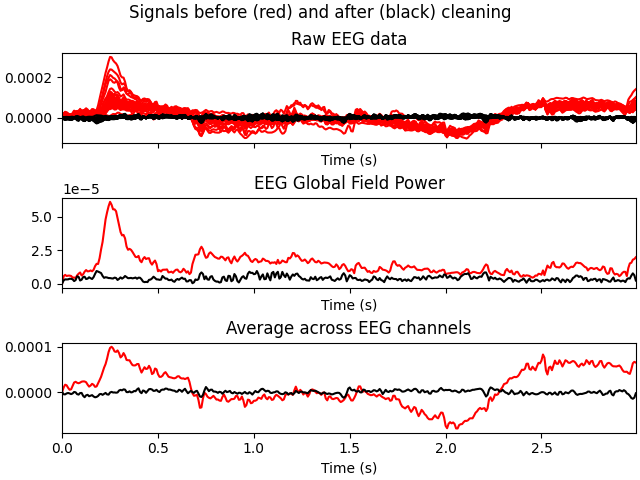 Signals before (red) and after (black) cleaning
Raw EEG data
0.0002
0.0000
Time (s)
EEG Global Field Power
1e−5
5.0
2.5
0.0
Time (s)
Average across EEG channels
0.0001
0.0000
0.0 0.5 1.0 1.5 2.0 2.5
Time (s)